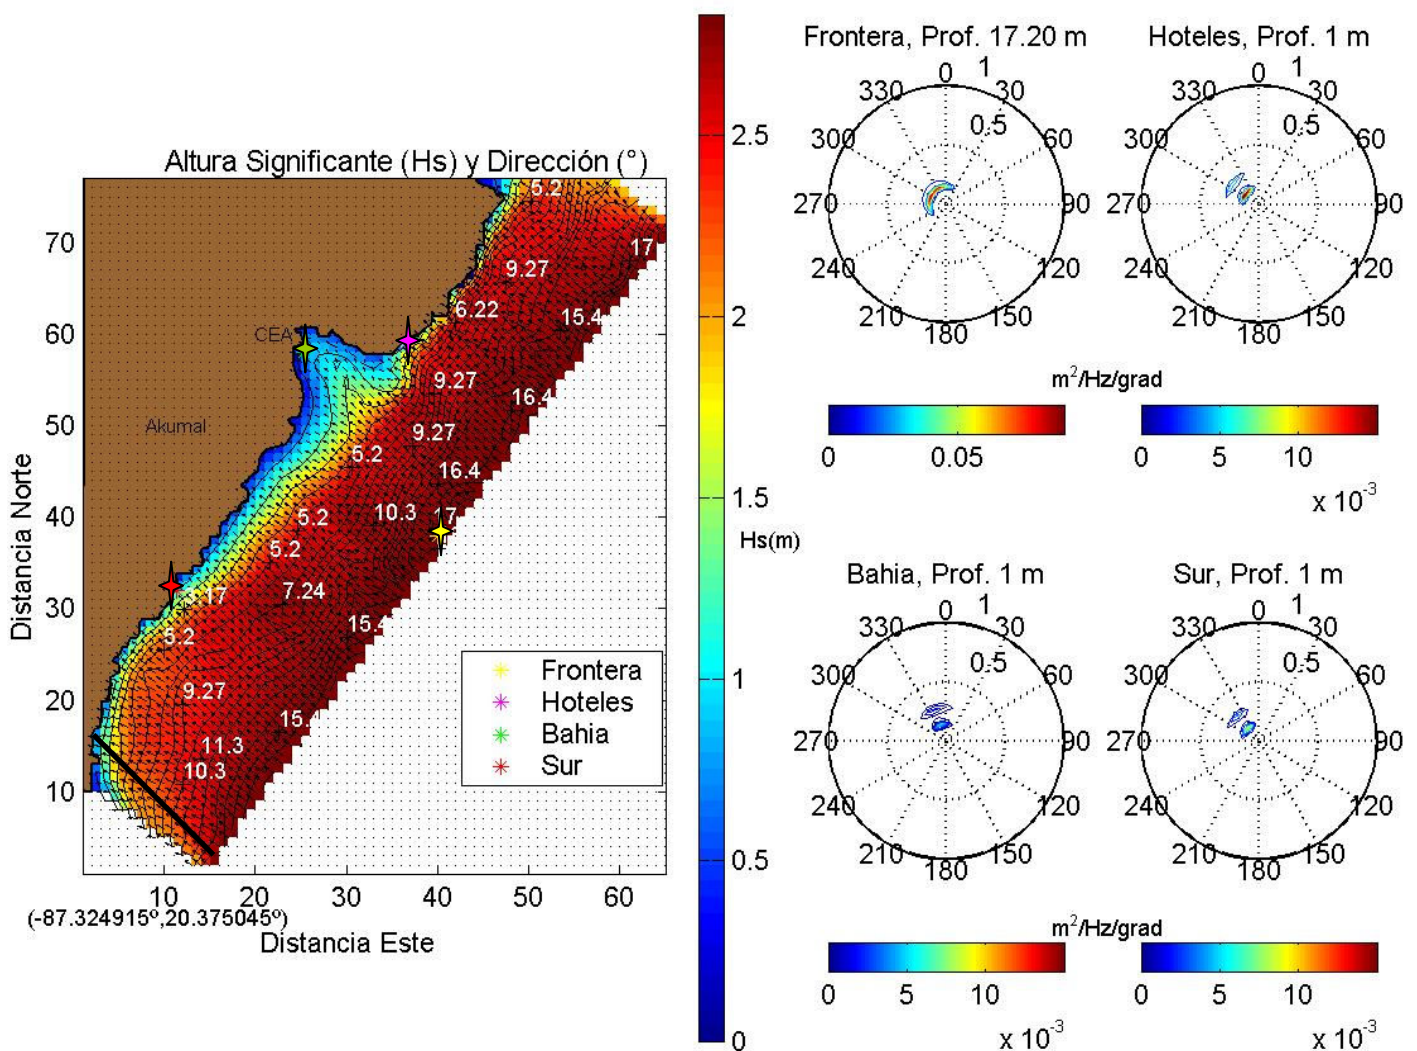 Altura Significante (Hs) y Dirección (°)
70
60
50
40
30
20
10
Distancia Norte
10 20 30 40 50 60
(-87.324915º,20.375045º)
Distancia Este
CEA
Akumal
5.2
17
9.27
6.22
15.4
9.27
16.4
9.27
5.2
16.4
10.3
17
5.2
5.2
7.24
17
15.4
5.2
9.27
15.4
11.3
10.3
Frontera
Hoteles
Bahia
Sur
2.5
2
1.5
1
0.5
0
Hs(m)
Frontera, Prof. 17.20 m
0 30 60 90 120 150 180 210 240 270 300 330
0.5 1
Hoteles, Prof. 1 m
0 30 60 90 120 150 180 210 240 270 300 330
0.5 1
m²/Hz/grad
0 0.05
0 5 10
x 10⁻³
Bahia, Prof. 1 m
0 30 60 90 120 150 180 210 240 270 300 330
0.5 1
Sur, Prof. 1 m
0 30 60 90 120 150 180 210 240 270 300 330
0.5 1
m²/Hz/grad
0 5 10
x 10⁻³
0 5 10
x 10⁻³